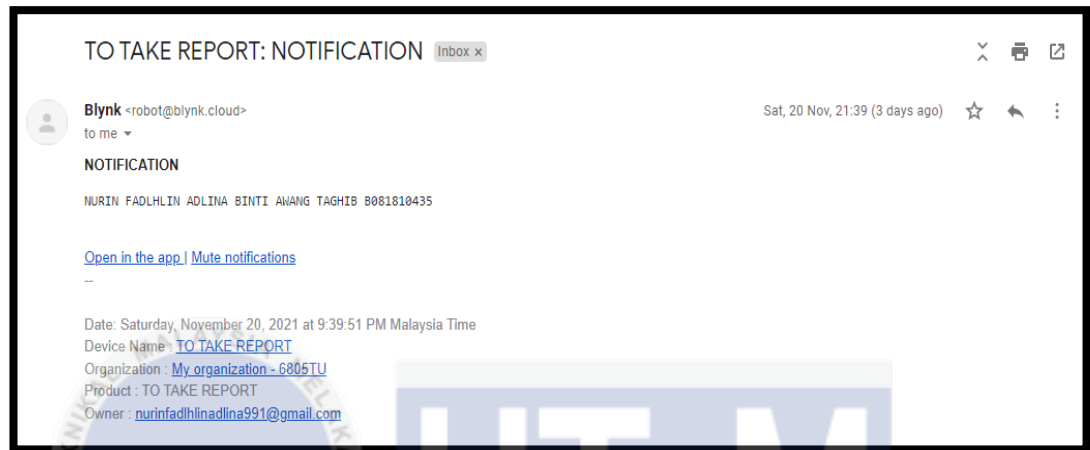 TO TAKE REPORT: NOTIFICATION Inbox x
Blynk <robot@blynk.cloud> Sat, 20 Nov, 21:39 (3 days ago)
to me
NOTIFICATION
NURIN FADLHLIN ADLINA BINTI AWANG TAGHIB B081810435
Open in the app | Mute notifications
--
Date: Saturday, November 20, 2021 at 9:39:51 PM Malaysia Time
Device Name : TO TAKE REPORT
Organization : My organization - 6805TU
Product : TO TAKE REPORT
Owner : nurinfadlhlinadlina991@gmail.com
MALAYSIA